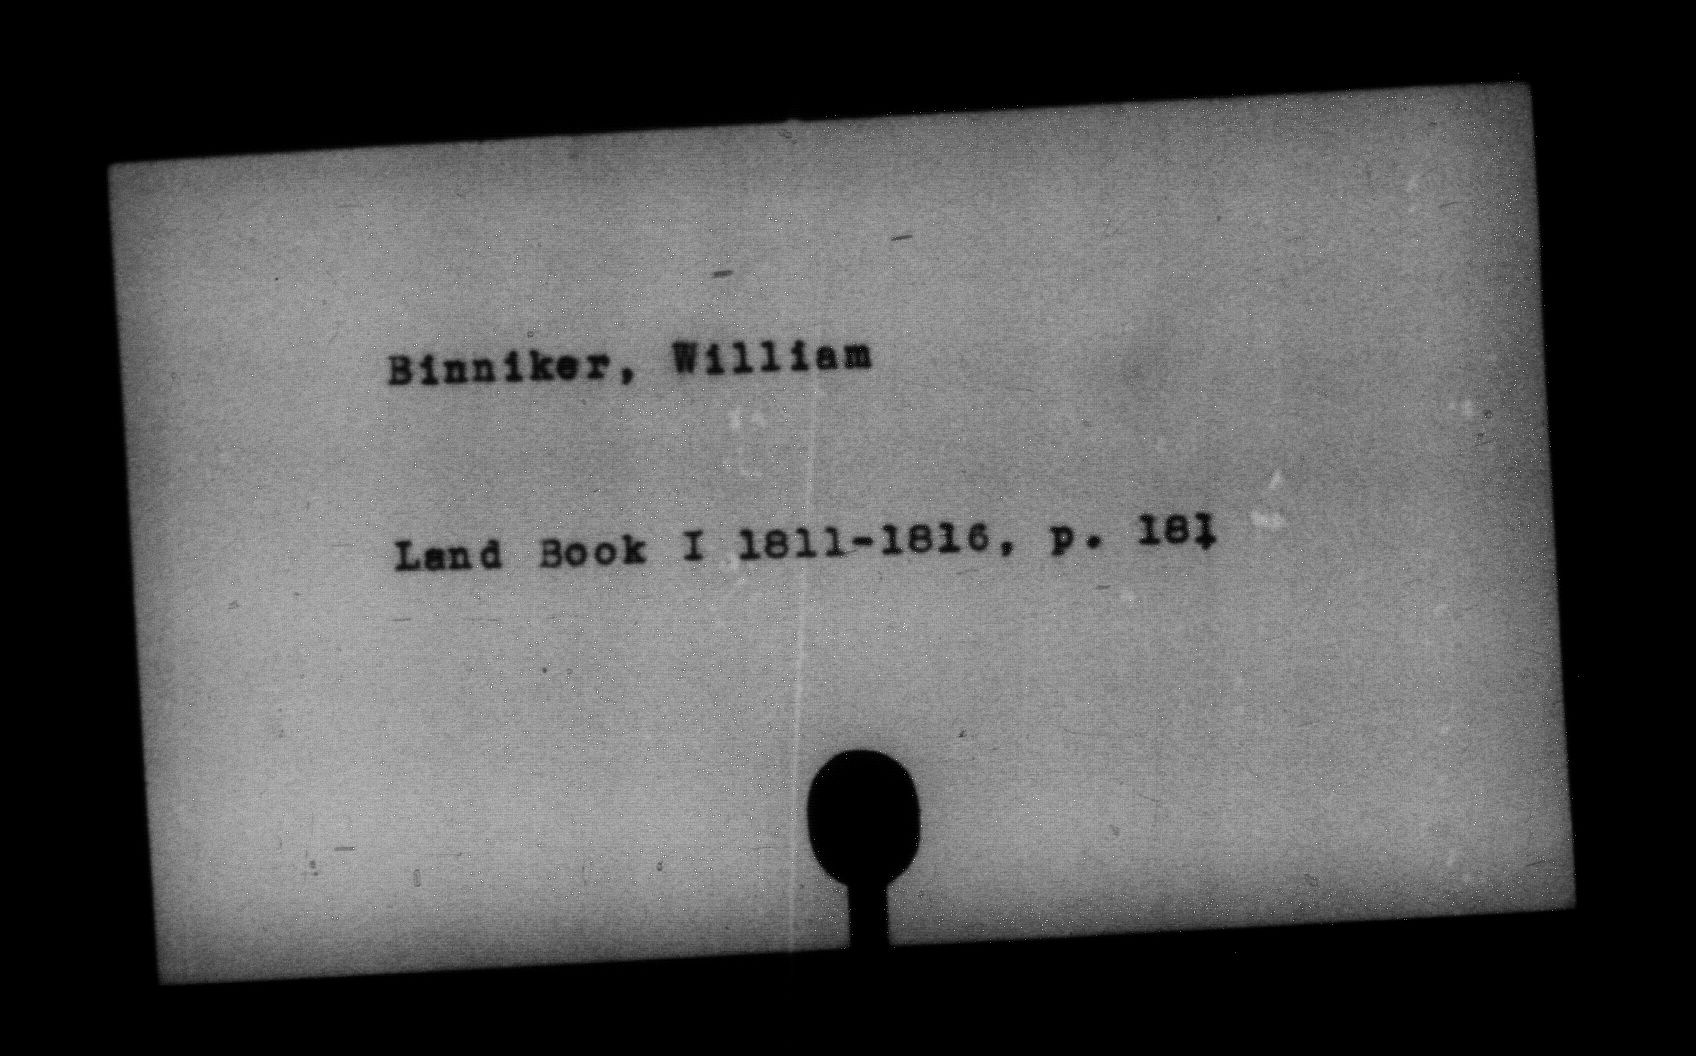 Binniker, William
Land Book I 1811-1816, p. 181